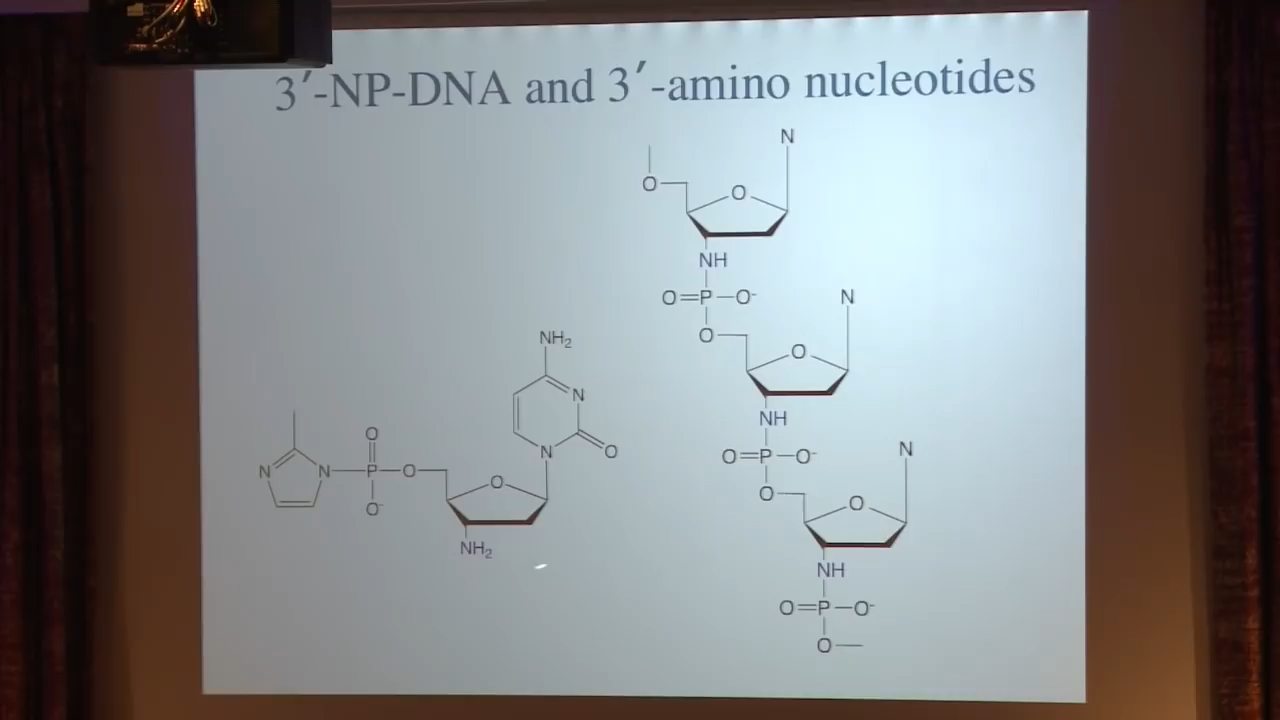 3′-NP-DNA and 3′-amino nucleotides
N
O
O
NH
O=P—O-
N
O
O
NH
O=P—O-
N
O
O
NH
O=P—O-
O
NH2
N
N
O
O
N
N
P
O
O-
O
NH2